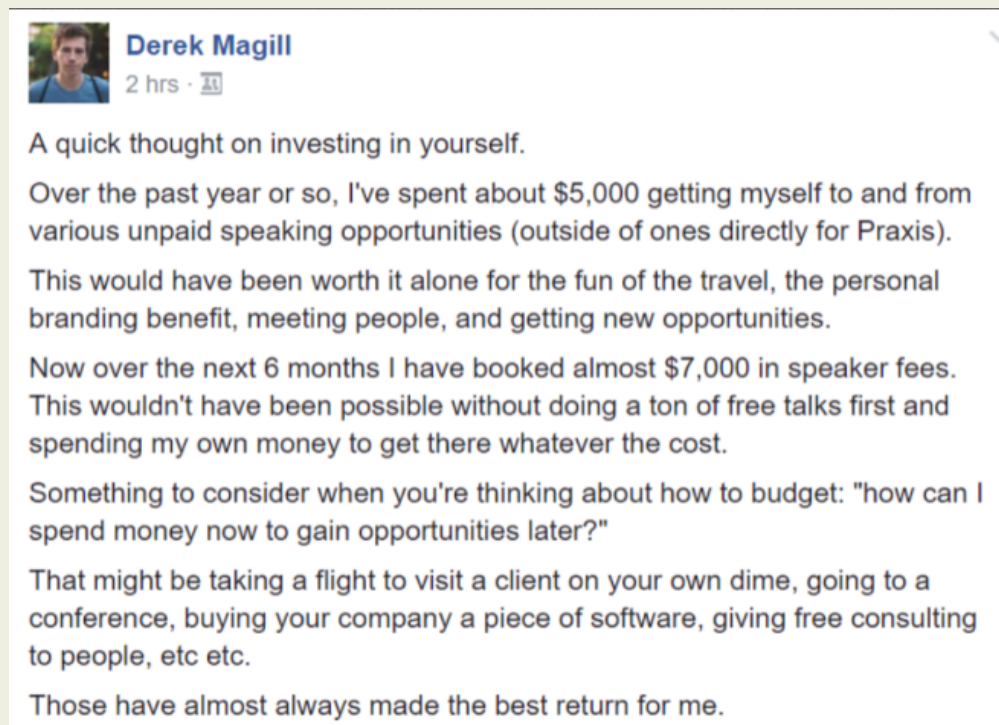 Derek Magill
2 hrs ·
A quick thought on investing in yourself.
Over the past year or so, I've spent about $5,000 getting myself to and from
various unpaid speaking opportunities (outside of ones directly for Praxis).
This would have been worth it alone for the fun of the travel, the personal
branding benefit, meeting people, and getting new opportunities.
Now over the next 6 months I have booked almost $7,000 in speaker fees.
This wouldn't have been possible without doing a ton of free talks first and
spending my own money to get there whatever the cost.
Something to consider when you're thinking about how to budget: "how can I
spend money now to gain opportunities later?"
That might be taking a flight to visit a client on your own dime, going to a
conference, buying your company a piece of software, giving free consulting
to people, etc etc.
Those have almost always made the best return for me.